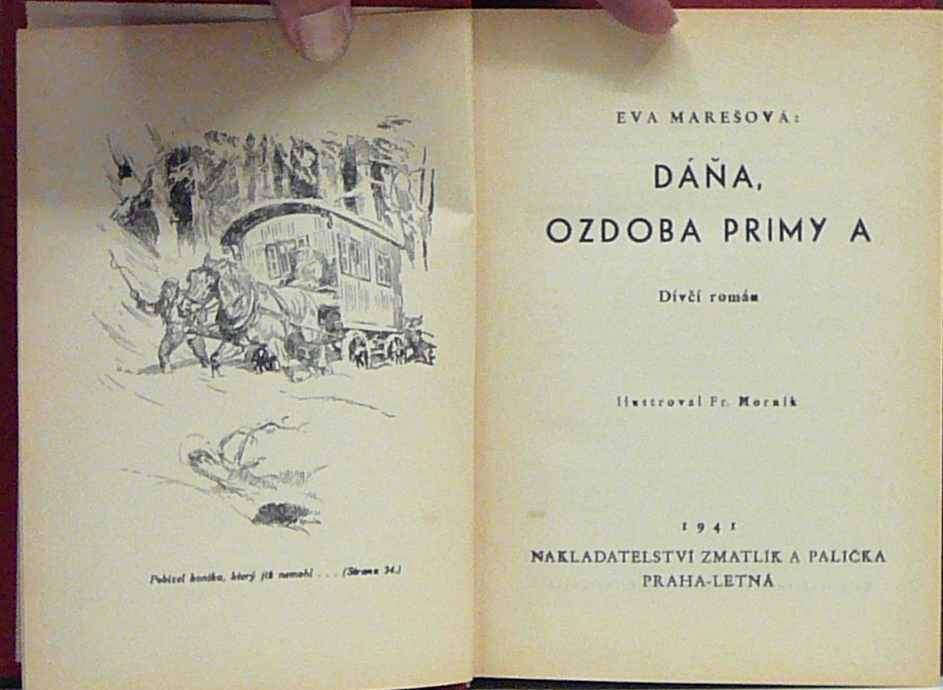 Pobízel koníka, který již nemohl . . . (Strana 34.)
EVA MAREŠOVÁ:
DÁŇA,
OZDOBA PRIMY A
Dívčí román
Ilustroval Fr. Horník
1941
NAKLADATELSTVÍ ZMATLÍK A PALIČKA
PRAHA-LETNÁ